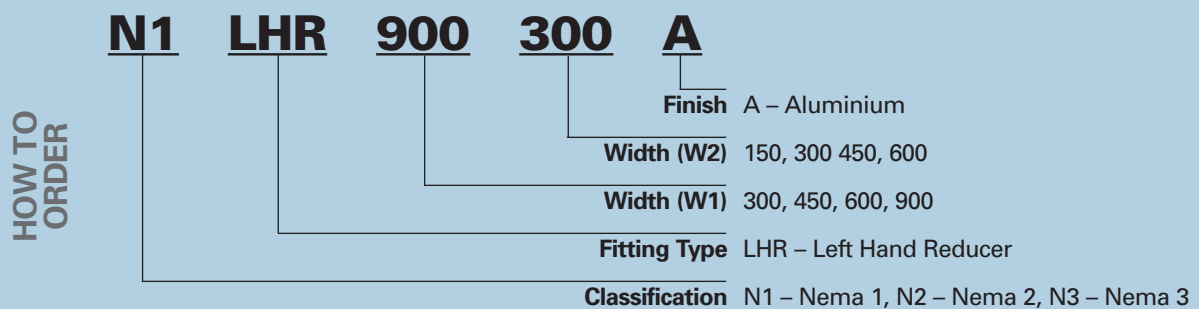 N1 LHR 900 300 A
HOW TO
ORDER
Finish A – Aluminium
Width (W2) 150, 300 450, 600
Width (W1) 300, 450, 600, 900
Fitting Type LHR – Left Hand Reducer
Classification N1 – Nema 1, N2 – Nema 2, N3 – Nema 3